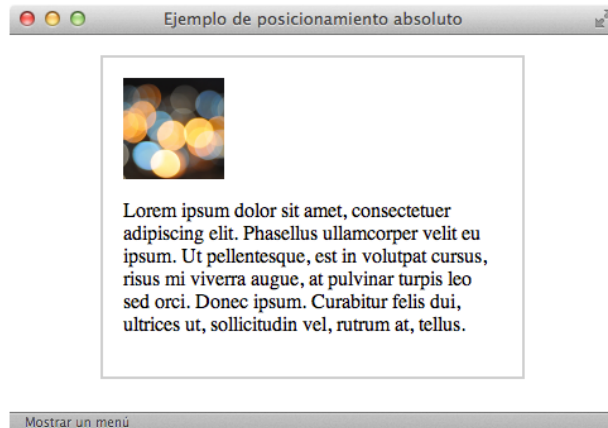 Ejemplo de posicionamiento absoluto
Lorem ipsum dolor sit amet, consectetuer
adipiscing elit. Phasellus ullamcorper velit eu
ipsum. Ut pellentesque, est in volutpat cursus,
risus mi viverra augue, at pulvinar turpis leo
sed orci. Donec ipsum. Curabitur felis dui,
ultrices ut, sollicitudin vel, rutrum at, tellus.
Mostrar un menú